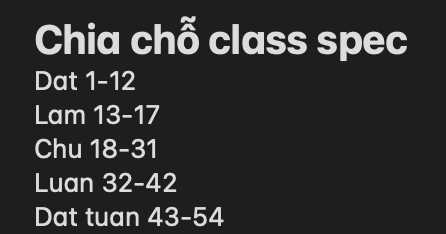 Chia chỗ class spec
Dat 1-12
Lam 13-17
Chu 18-31
Luan 32-42
Dat tuan 43-54